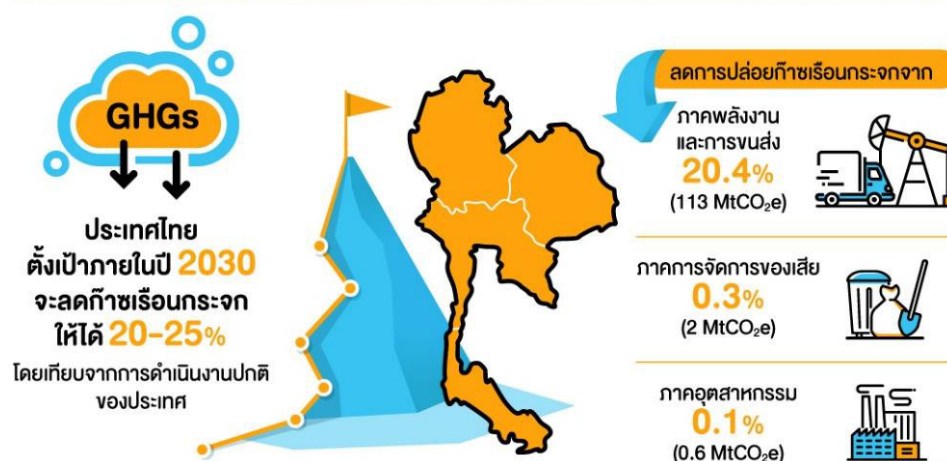 GHGs
ประเทศไทย
ตั้งเป้าภายในปี 2030
จะลดก๊าซเรือนกระจก
ให้ได้ 20-25%
โดยเทียบจากการดำเนินงานปกติ
ของประเทศ
ลดการปล่อยก๊าซเรือนกระจกจาก
ภาคพลังงาน
และการขนส่ง
20.4%
(113 MtCO₂e)
ภาคการจัดการของเสีย
0.3%
(2 MtCO₂e)
ภาคอุตสาหกรรม
0.1%
(0.6 MtCO₂e)